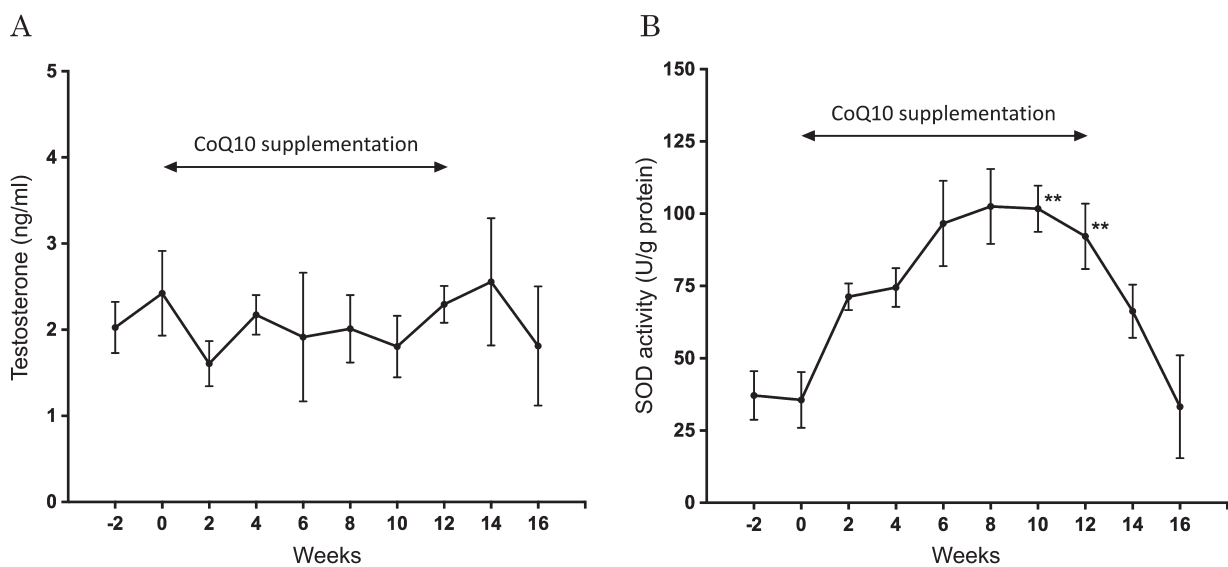 A
B
5
4
3
2
1
0
Testosterone (ng/ml)
CoQ10 supplementation
-2 0 2 4 6 8 10 12 14 16
Weeks
150
125
100
75
50
25
0
SOD activity (U/g protein)
CoQ10 supplementation
**
**
-2 0 2 4 6 8 10 12 14 16
Weeks